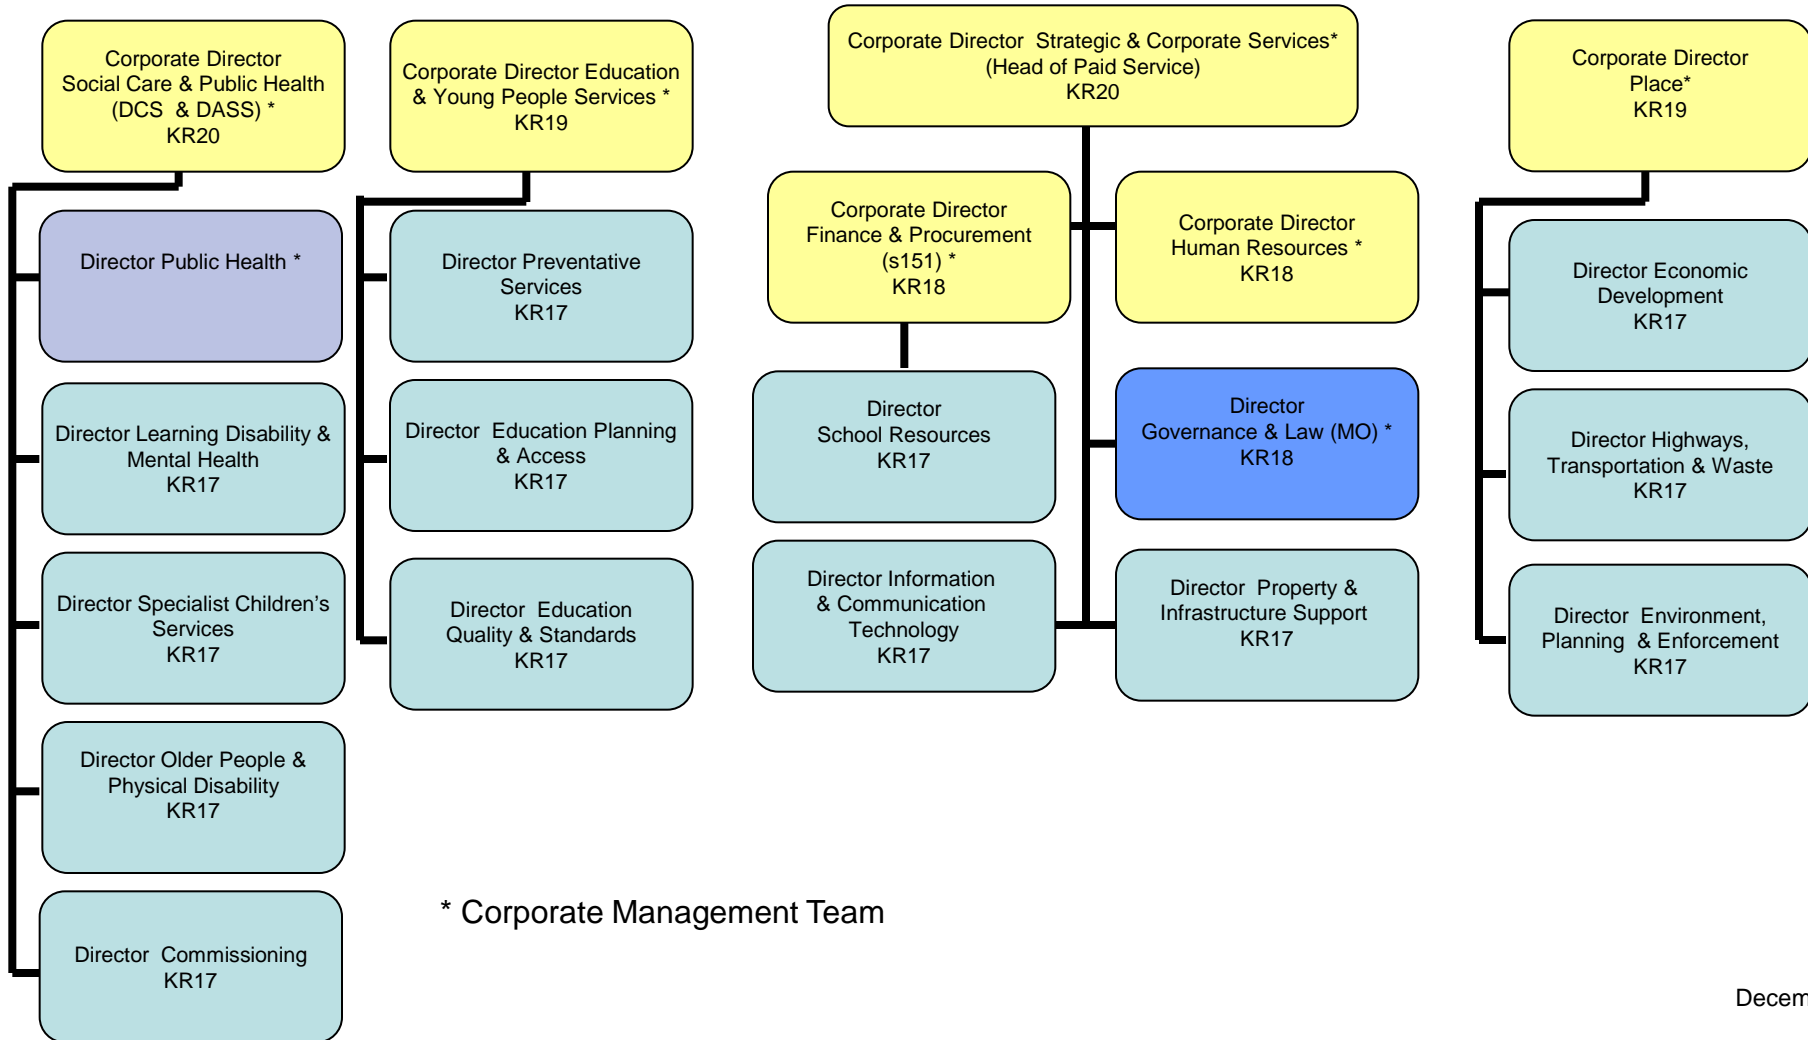 Corporate Director
Social Care & Public Health
(DCS & DASS) *
KR20
Director Public Health *
Director Learning Disability &
Mental Health
KR17
Director Specialist Children's
Services
KR17
Director Older People &
Physical Disability
KR17
Director Commissioning
KR17
Corporate Director Education
& Young People Services *
KR19
Director Preventative
Services
KR17
Director Education Planning
& Access
KR17
Director Education
Quality & Standards
KR17
Corporate Director Strategic & Corporate Services*
(Head of Paid Service)
KR20
Corporate Director
Finance & Procurement
(s151) *
KR18
Corporate Director
Human Resources *
KR18
Director
School Resources
KR17
Director
Governance & Law (MO) *
KR18
Director Information
& Communication
Technology
KR17
Director Property &
Infrastructure Support
KR17
Corporate Director
Place*
KR19
Director Economic
Development
KR17
Director Highways,
Transportation & Waste
KR17
Director Environment,
Planning & Enforcement
KR17
* Corporate Management Team
Decem